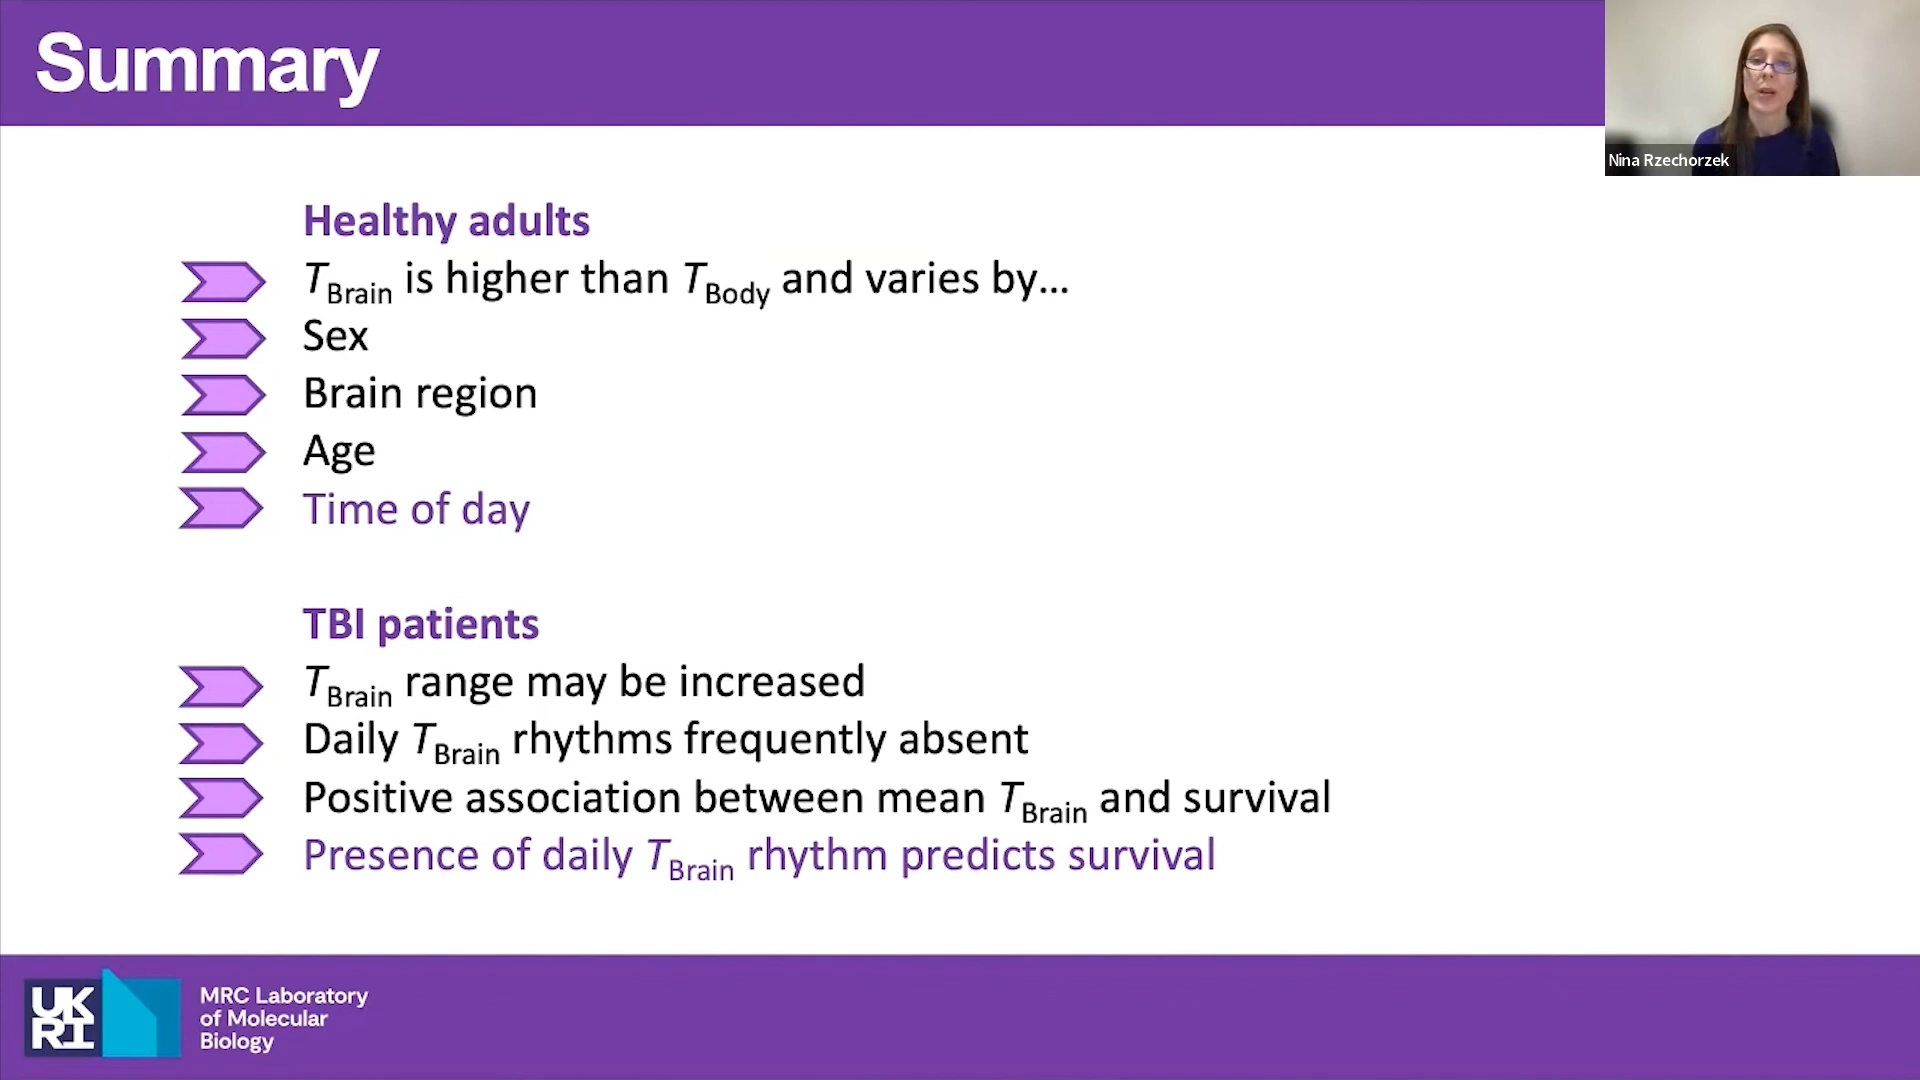 Summary
Nina Rzechorzek
Healthy adults
TBrain is higher than TBody and varies by...
Sex
Brain region
Age
Time of day
TBI patients
TBrain range may be increased
Daily TBrain rhythms frequently absent
Positive association between mean TBrain and survival
Presence of daily TBrain rhythm predicts survival
UK
RI
MRC Laboratory
of Molecular
Biology